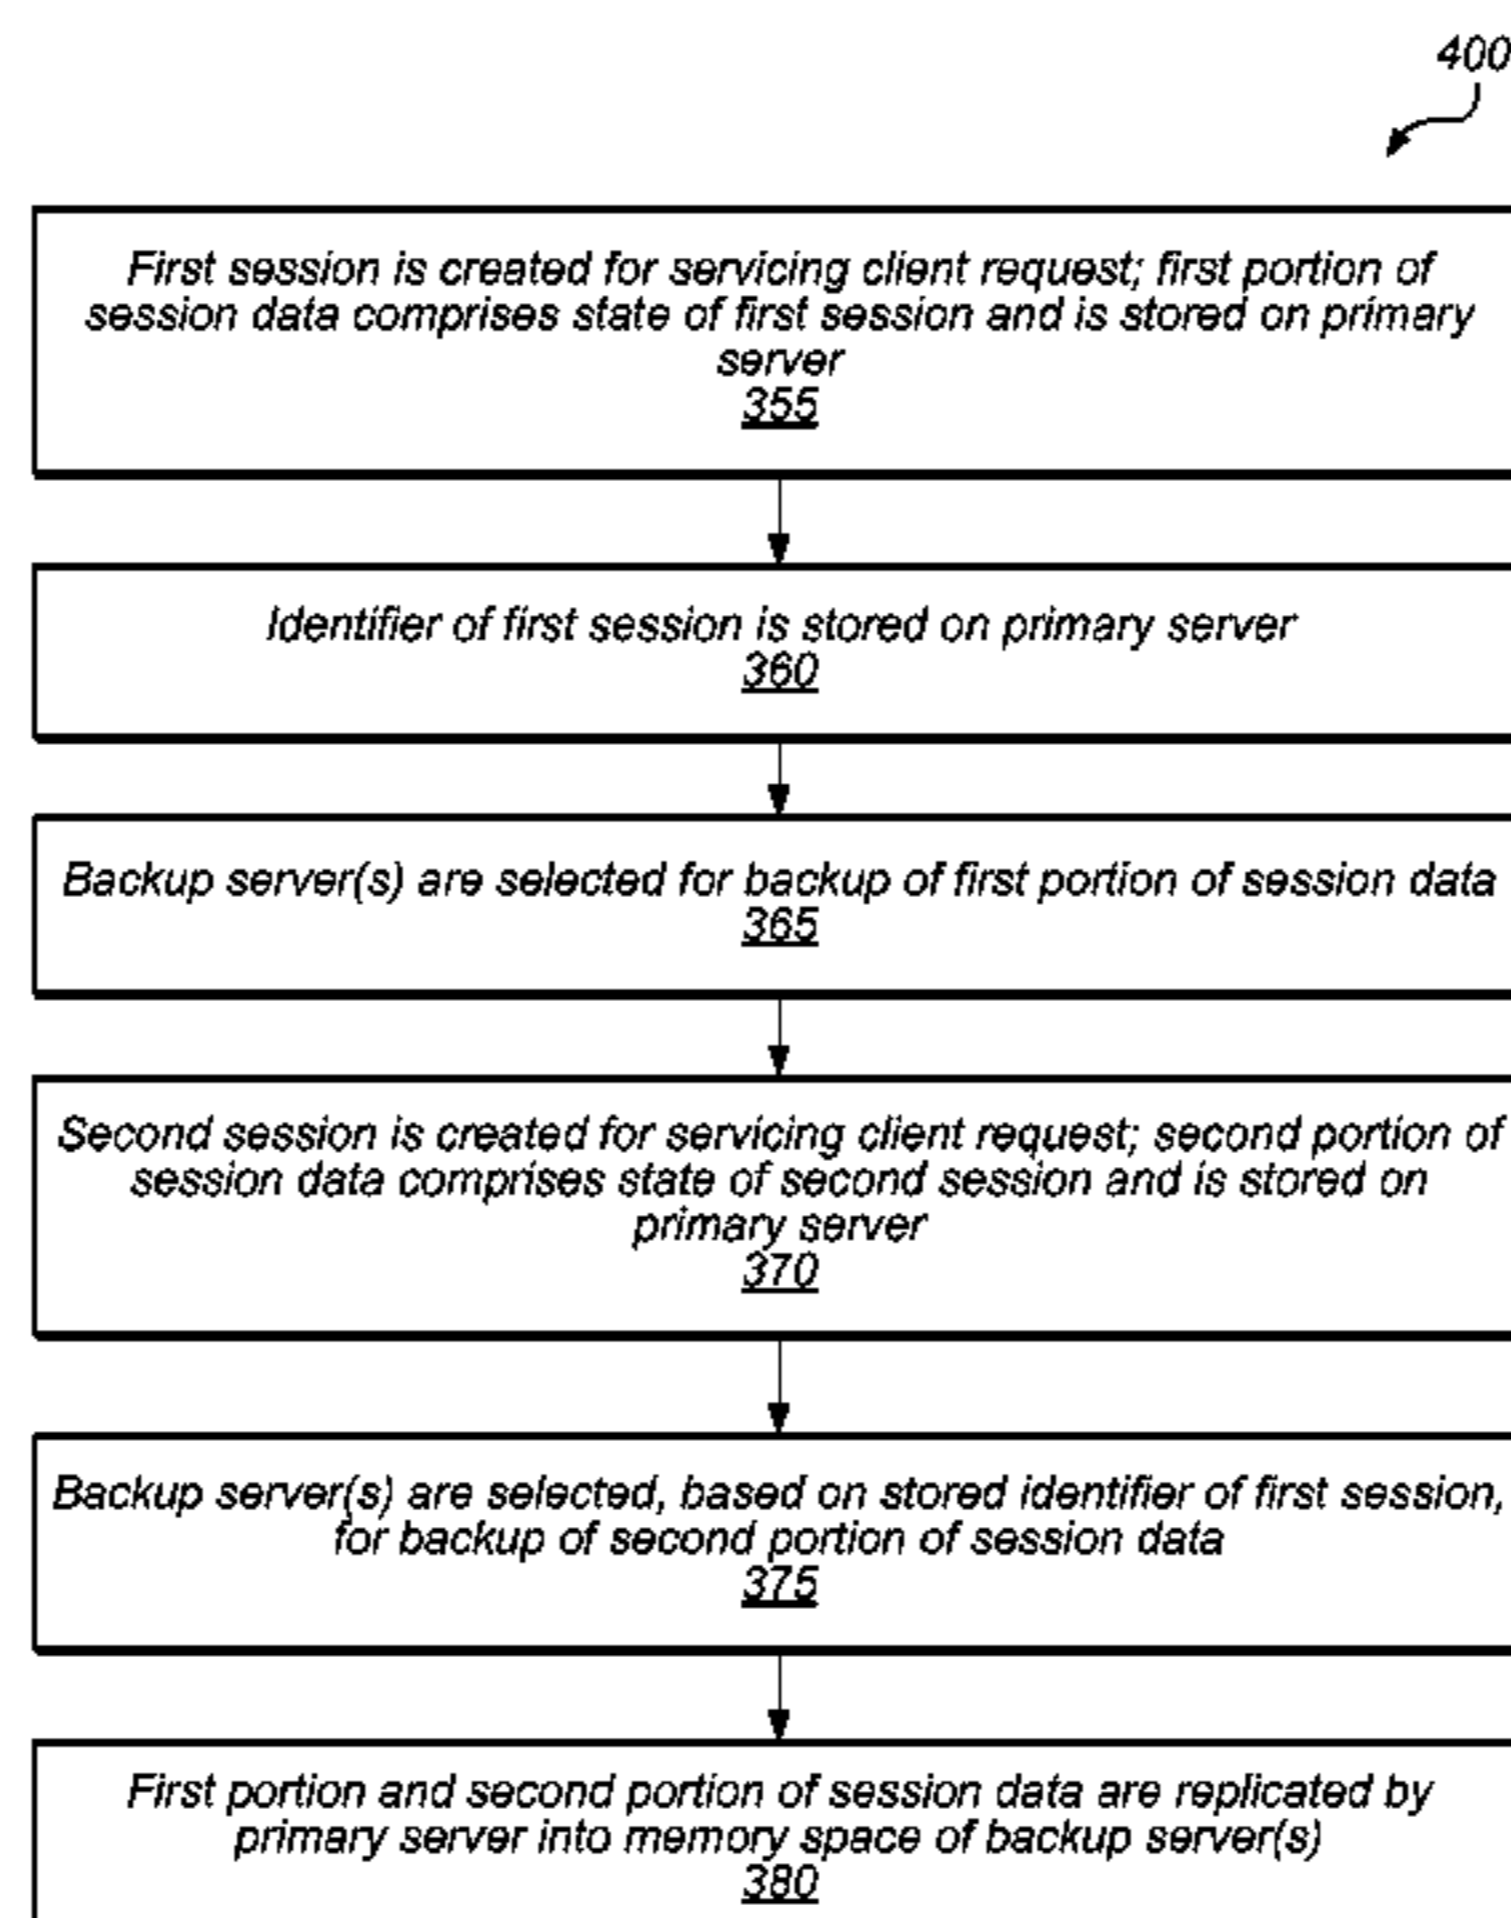 400
First session is created for servicing client request; first portion of
session data comprises state of first session and is stored on primary
server
355
Identifier of first session is stored on primary server
360
Backup server(s) are selected for backup of first portion of session data
365
Second session is created for servicing client request; second portion of
session data comprises state of second session and is stored on
primary server
370
Backup server(s) are selected, based on stored identifier of first session,
for backup of second portion of session data
375
First portion and second portion of session data are replicated by
primary server into memory space of backup server(s)
380